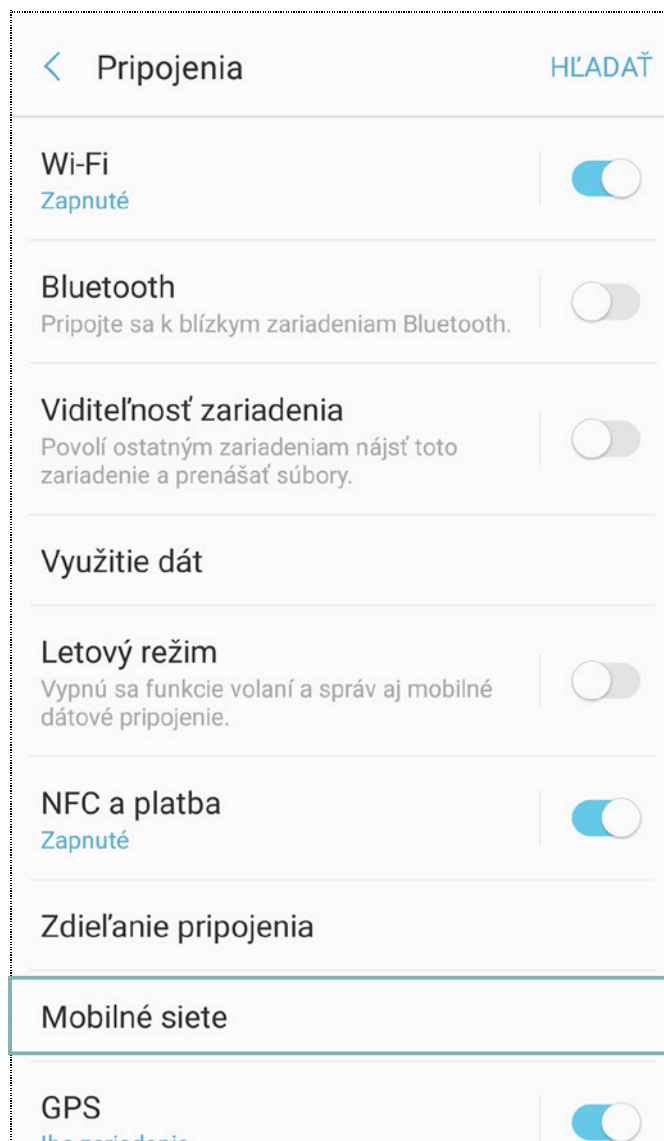 Pripojenia
HĽADAŤ
Wi-Fi
Zapnuté
Bluetooth
Pripojte sa k blízkym zariadeniam Bluetooth.
Viditeľnosť zariadenia
Povolí ostatným zariadeniam nájsť toto
zariadenie a prenášať súbory.
Využitie dát
Letový režim
Vypnú sa funkcie volaní a správ aj mobilné
dátové pripojenie.
NFC a platba
Zapnuté
Zdieľanie pripojenia
Mobilné siete
GPS